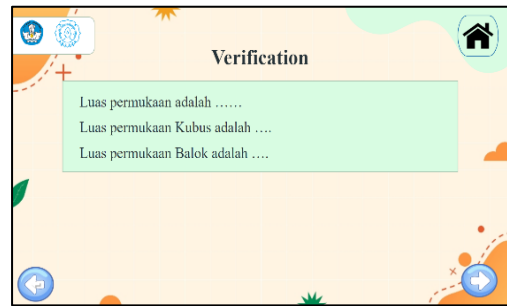 Verification
Luas permukaan adalah ……
Luas permukaan Kubus adalah ….
Luas permukaan Balok adalah ….